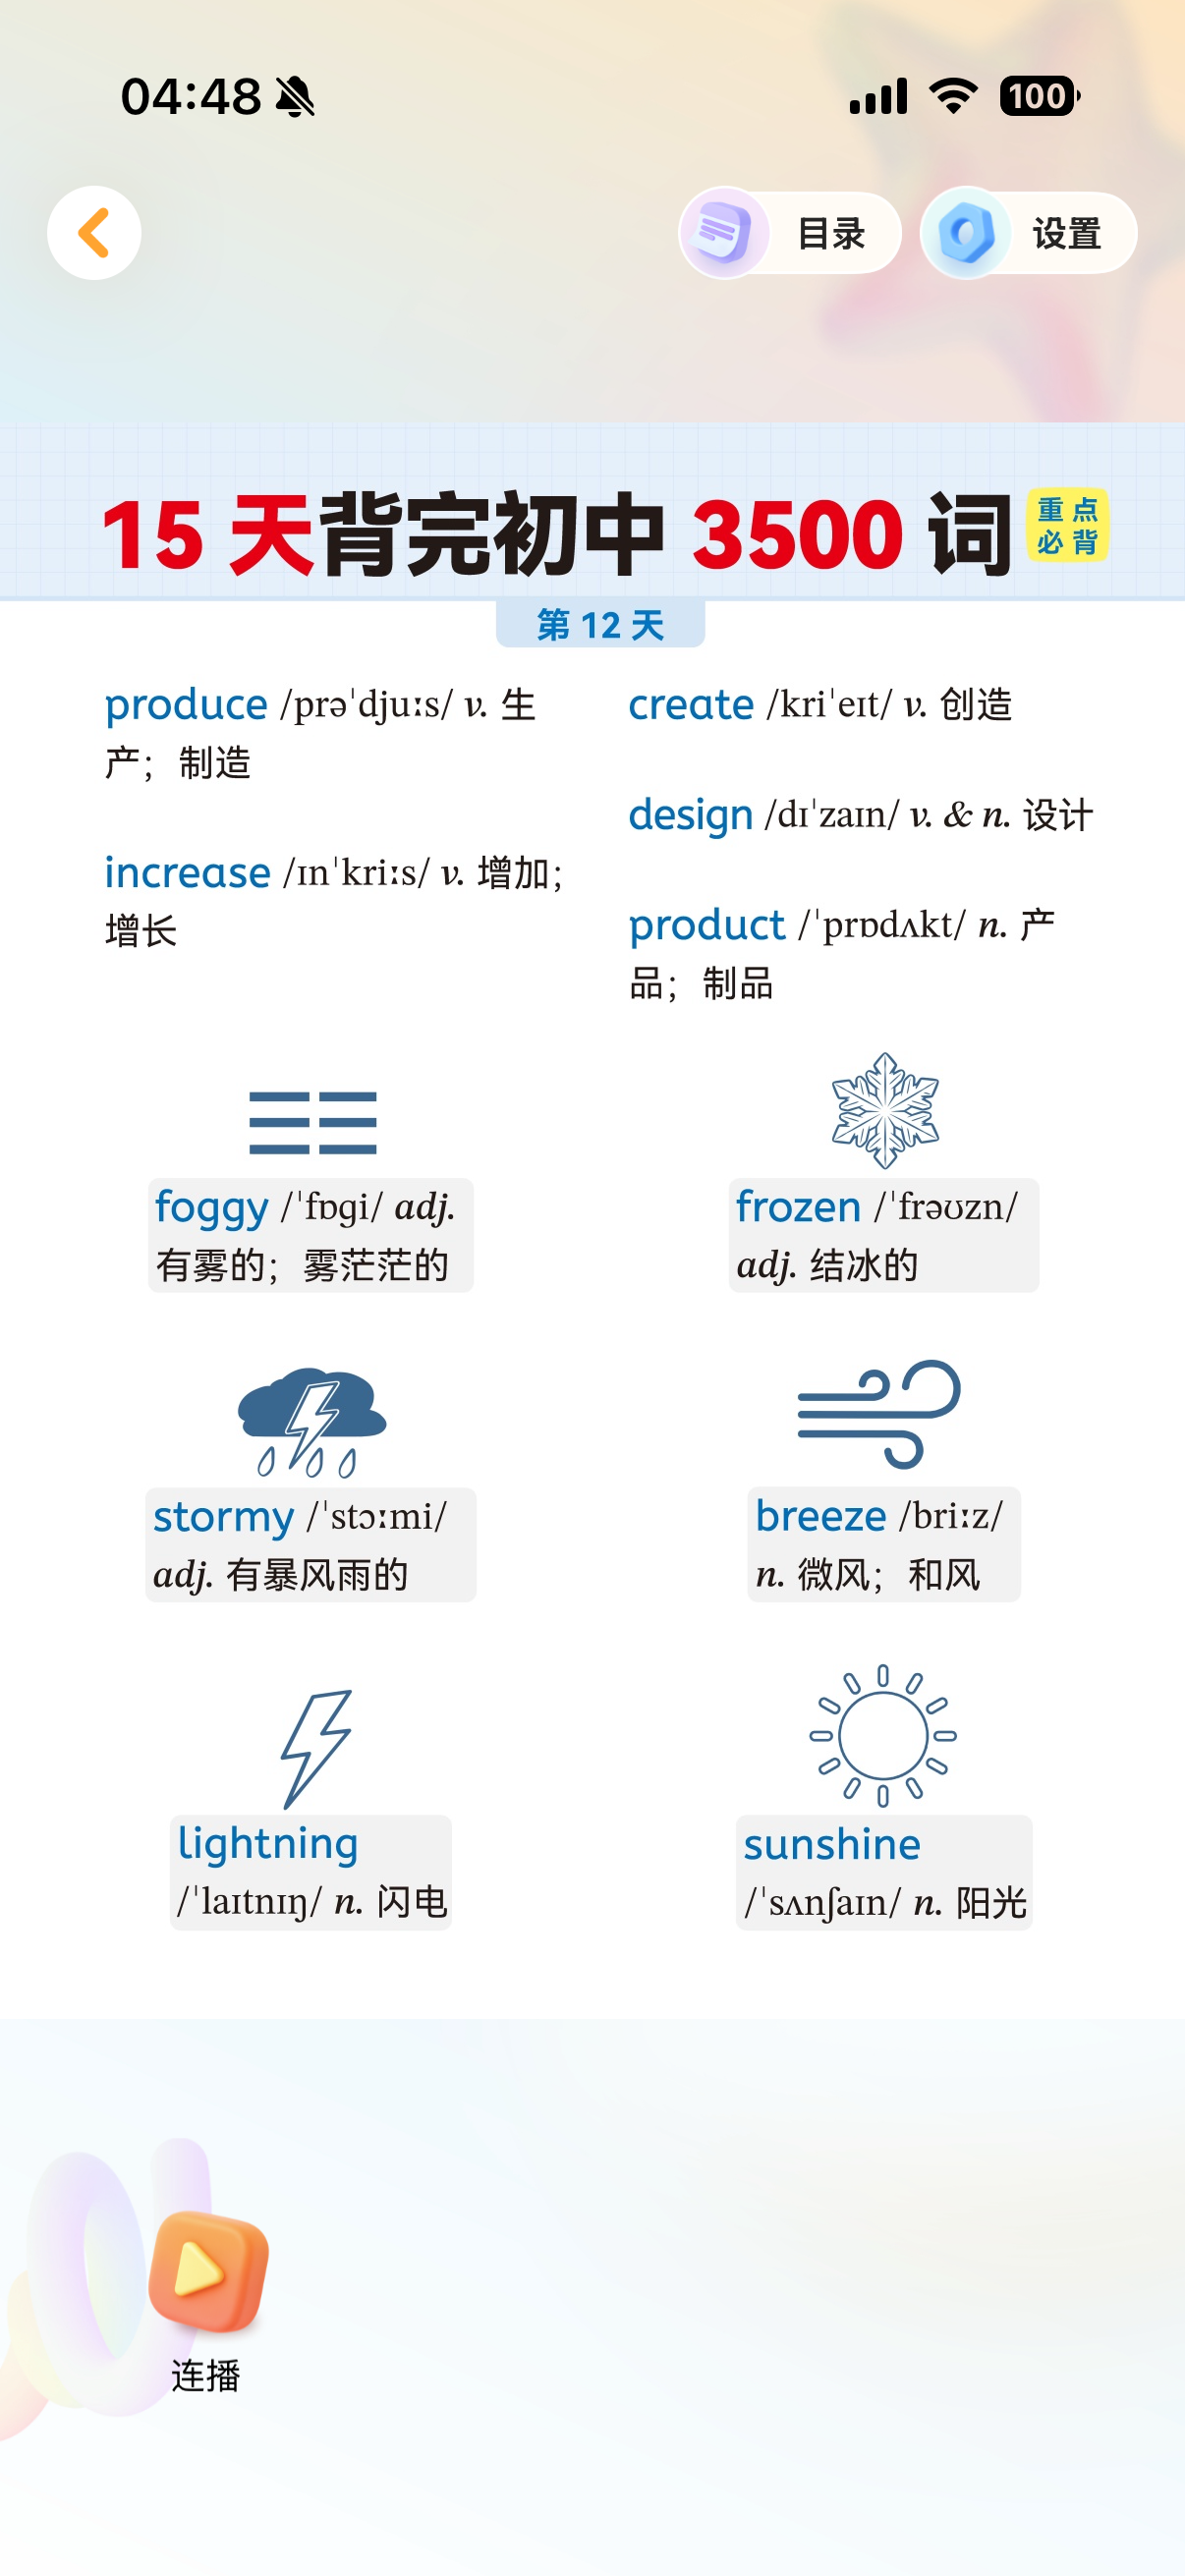 04:48
100
目录
设置
15 天背完初中 3500 词
重点
必背
第 12 天
produce /prəˈdjuːs/ v. 生
产；制造
increase /ɪnˈkriːs/ v. 增加；
增长
create /kriˈeɪt/ v. 创造
design /dɪˈzaɪn/ v. & n. 设计
product /ˈprɒdʌkt/ n. 产
品；制品
foggy /ˈfɒgi/ adj.
有雾的；雾茫茫的
frozen /ˈfrəʊzn/
adj. 结冰的
stormy /ˈstɔːmi/
adj. 有暴风雨的
breeze /briːz/
n. 微风；和风
lightning
/ˈlaɪtnɪŋ/ n. 闪电
sunshine
/ˈsʌnʃaɪn/ n. 阳光
连播